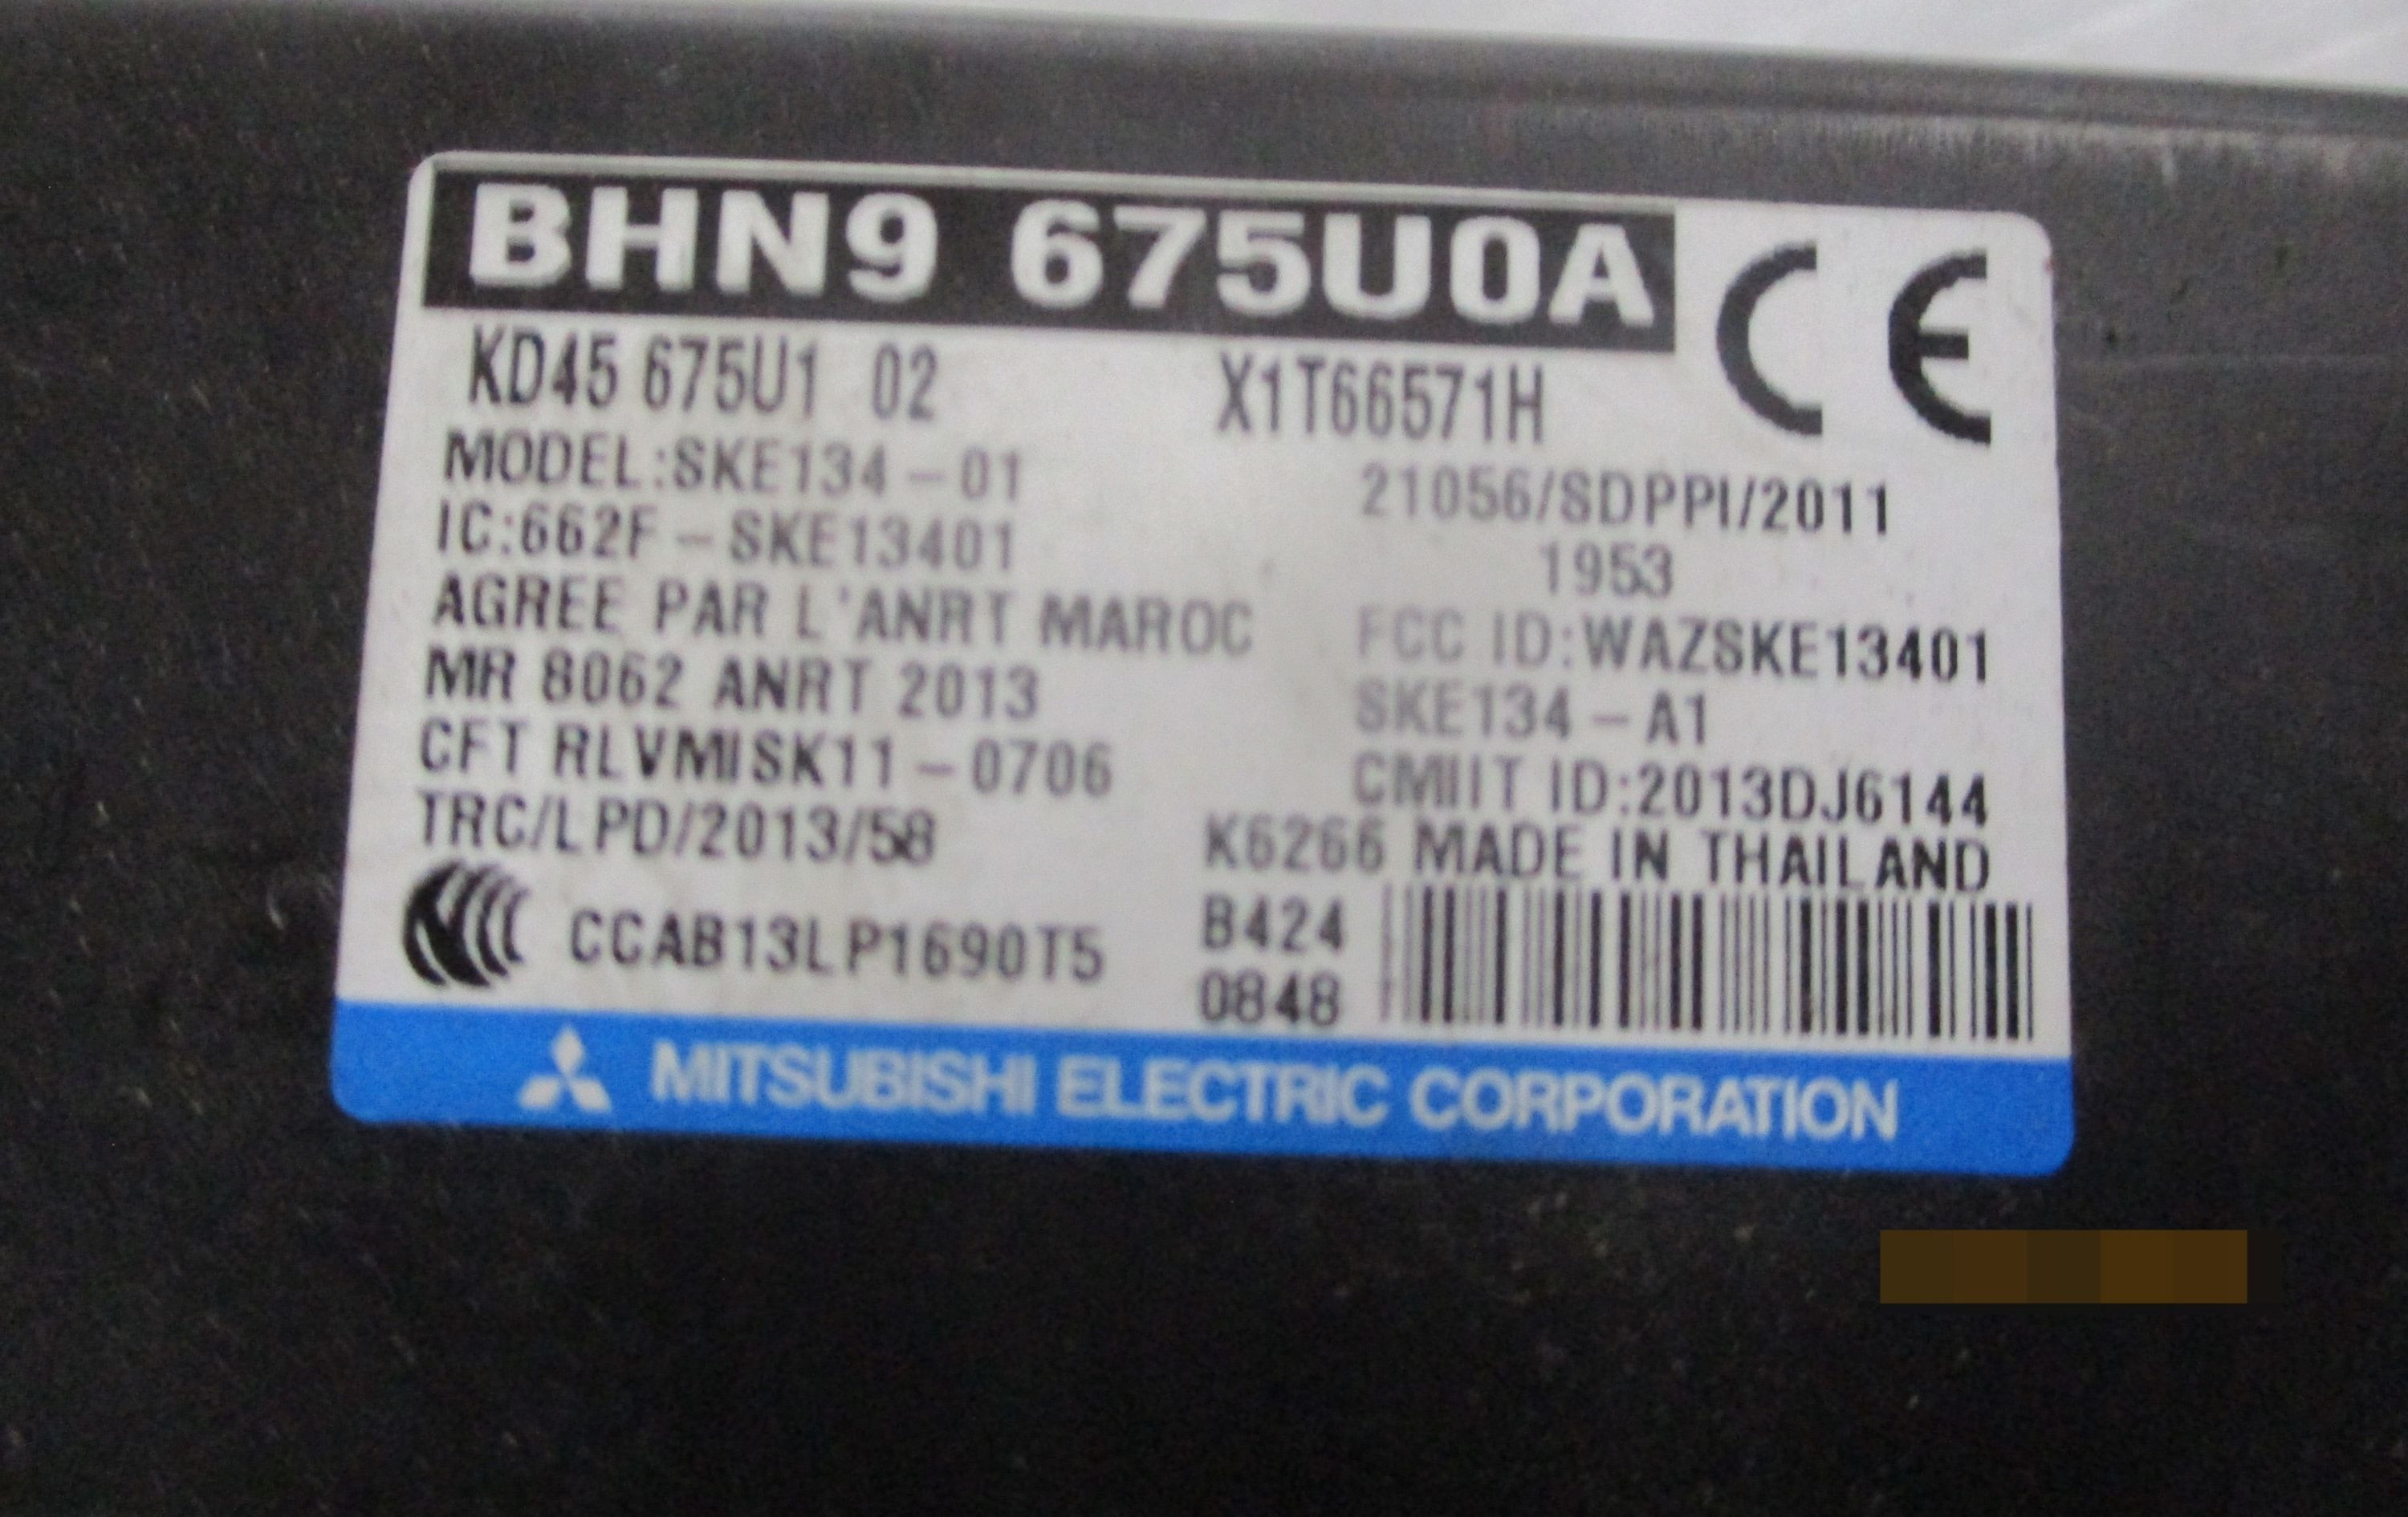 BHN9 675U0A
CE
KD45 675U1 02 X1T66571H
MODEL:SKE134-01 21056/SDPPI/2011
IC:662F-SKE13401 1953
AGREE PAR L'ANRT MAROC FCC ID:WAZSKE13401
MR 8062 ANRT 2013 SKE134-A1
CFT RLVMISK11-0706 CMIIT ID:2013DJ6144
TRC/LPD/2013/58 K6266 MADE IN THAILAND
CCAB13LP1690T5 B424
0848
MITSUBISHI ELECTRIC CORPORATION